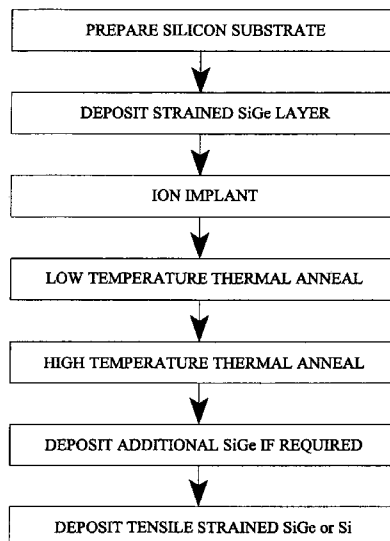 PREPARE SILICON SUBSTRATE
DEPOSIT STRAINED SiGe LAYER
ION IMPLANT
LOW TEMPERATURE THERMAL ANNEAL
HIGH TEMPERATURE THERMAL ANNEAL
DEPOSIT ADDITIONAL SiGe IF REQUIRED
DEPOSIT TENSILE STRAINED SiGe or Si